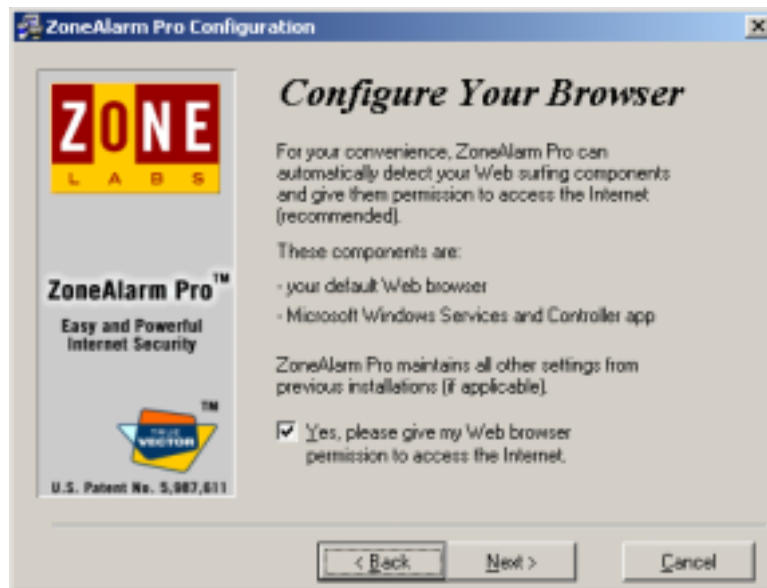 ZoneAlarm Pro Configuration
ZONE
LABS
ZoneAlarm Pro™
Easy and Powerful
Internet Security
TM
TRUE
VECTOR
U.S. Patent No. 5,987,611
Configure Your Browser
For your convenience, ZoneAlarm Pro can
automatically detect your Web surfing components
and give them permission to access the Internet
(recommended).
These components are:
- your default Web browser
- Microsoft Windows Services and Controller app
ZoneAlarm Pro maintains all other settings from
previous installations (if applicable).
Yes, please give my Web browser
permission to access the Internet.
< Back
Next >
Cancel